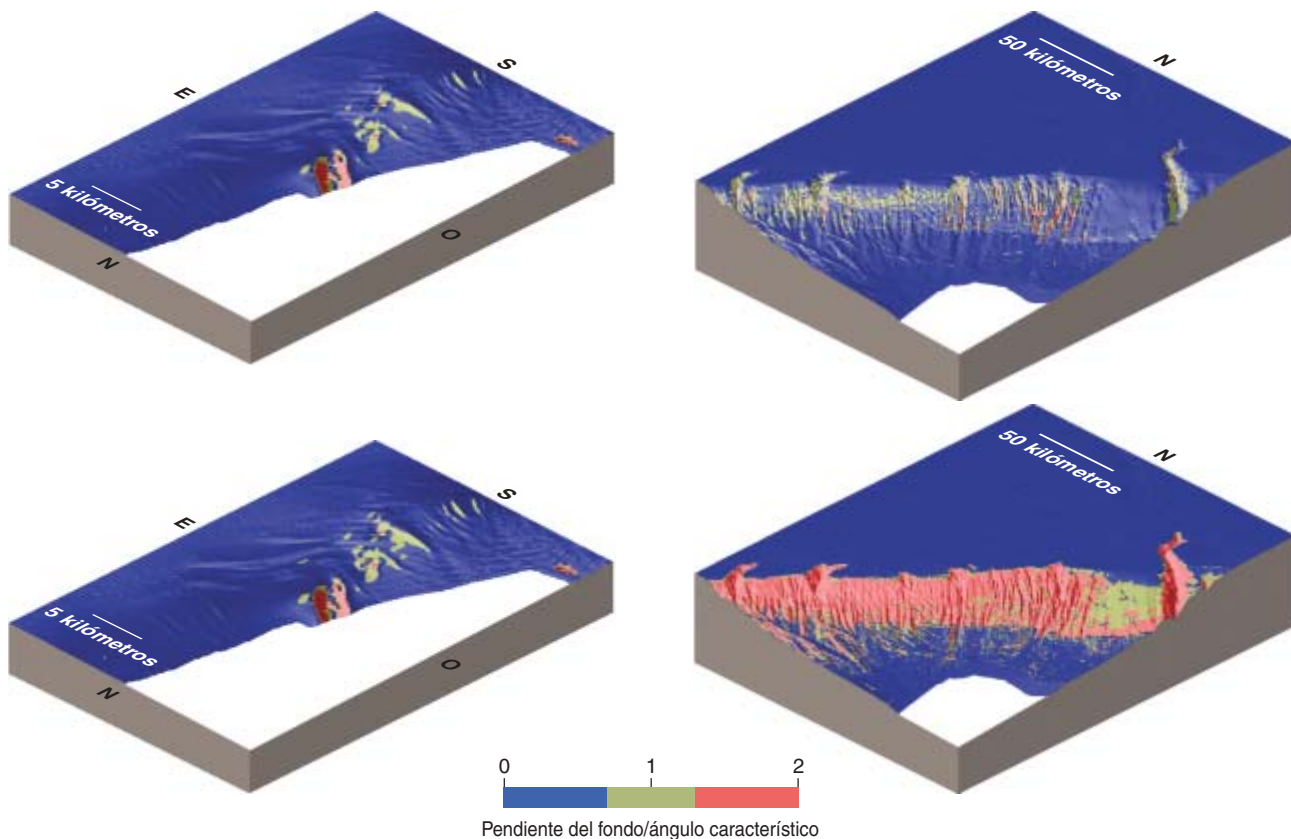 S
E
5 kilómetros
N
O
50 kilómetros
N
S
E
5 kilómetros
N
O
50 kilómetros
N
0 1 2
Pendiente del fondo/ángulo característico